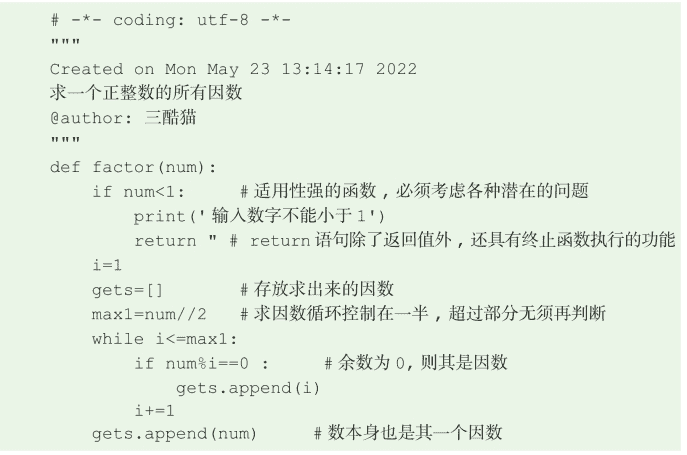 # -*- coding: utf-8 -*-
"""
Created on Mon May 23 13:14:17 2022
求一个正整数的所有因数
@author: 三酷猫
"""
def factor(num):
    if num<1:     #适用性强的函数,必须考虑各种潜在的问题
        print('输入数字不能小于1')
        return " # return语句除了返回值外,还具有终止函数执行的功能
    i=1
    gets=[]       #存放求出来的因数
    max1=num//2   #求因数循环控制在一半,超过部分无须再判断
    while i<=max1:
        if num%i==0 :     #余数为0,则其是因数
            gets.append(i)
        i+=1
    gets.append(num)     #数本身也是其一个因数